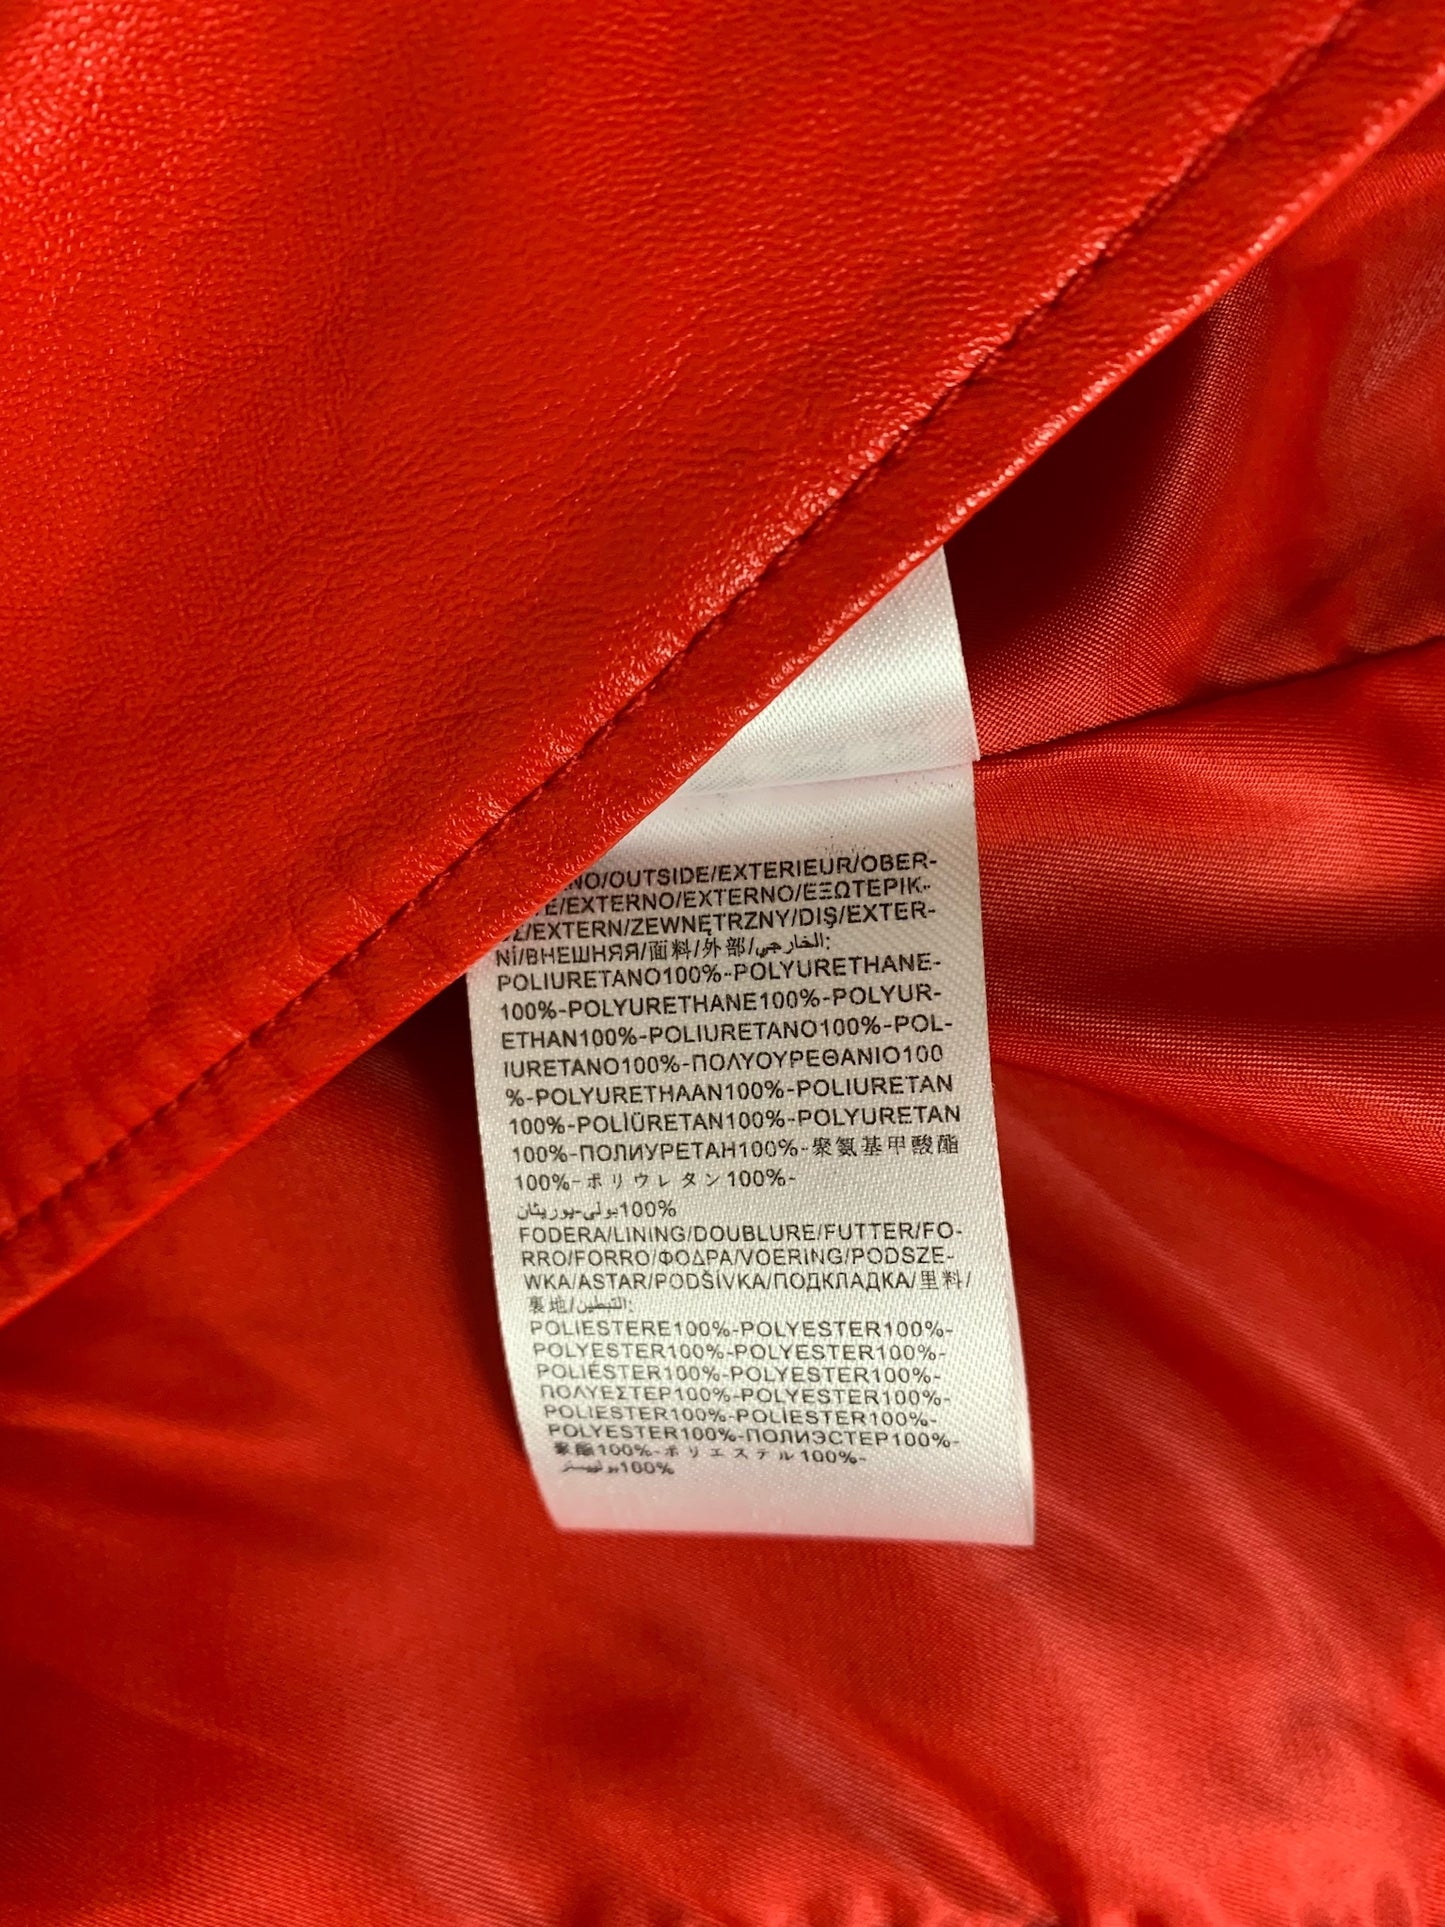 NO/OUTSIDE/EXTERIEUR/OBER-
E/EXTERNO/EXTERNO/ΕΞΩΤΕΡΙΚ-
ΟΣ/EXTERN/ZEWNĘTRZNY/DIŞ/EXTER-
NÍ/ВНЕШНЯЯ/面料/外部/الخارجي:
POLIURETANO100%-POLYURETHANE-
100%-POLYURETHANE100%-POLYUR-
ETHAN100%-POLIURETANO100%-POL-
IURETANO100%-ΠΟΛΥΟΥΡΕΘΑΝΙΟ100
%-POLYURETHAAN100%-POLIURETAN
100%-POLİÜRETAN100%-POLYURETAN
100%-ПОЛИУРЕТАН100%-聚氨基甲酸酯
100%-ポリウレタン100%-
بولي-يوريثان100%
FODERA/LINING/DOUBLURE/FUTTER/FO-
RRO/FORRO/ΦΟΔΡΑ/VOERING/PODSZE-
WKA/ASTAR/PODŠÍVKA/ПОДКЛАДКА/里料/
裏地/التبطين:
POLIESTERE100%-POLYESTER100%-
POLYESTER100%-POLYESTER100%-
POLIÉSTER100%-POLYESTER100%-
ΠΟΛΥΕΣΤΕΡ100%-POLYESTER100%-
POLIESTER100%-POLİESTER100%-
POLYESTER100%-ПОЛИЭСТЕР100%-
聚酯100%-ポリエステル100%-
بوليستر100%